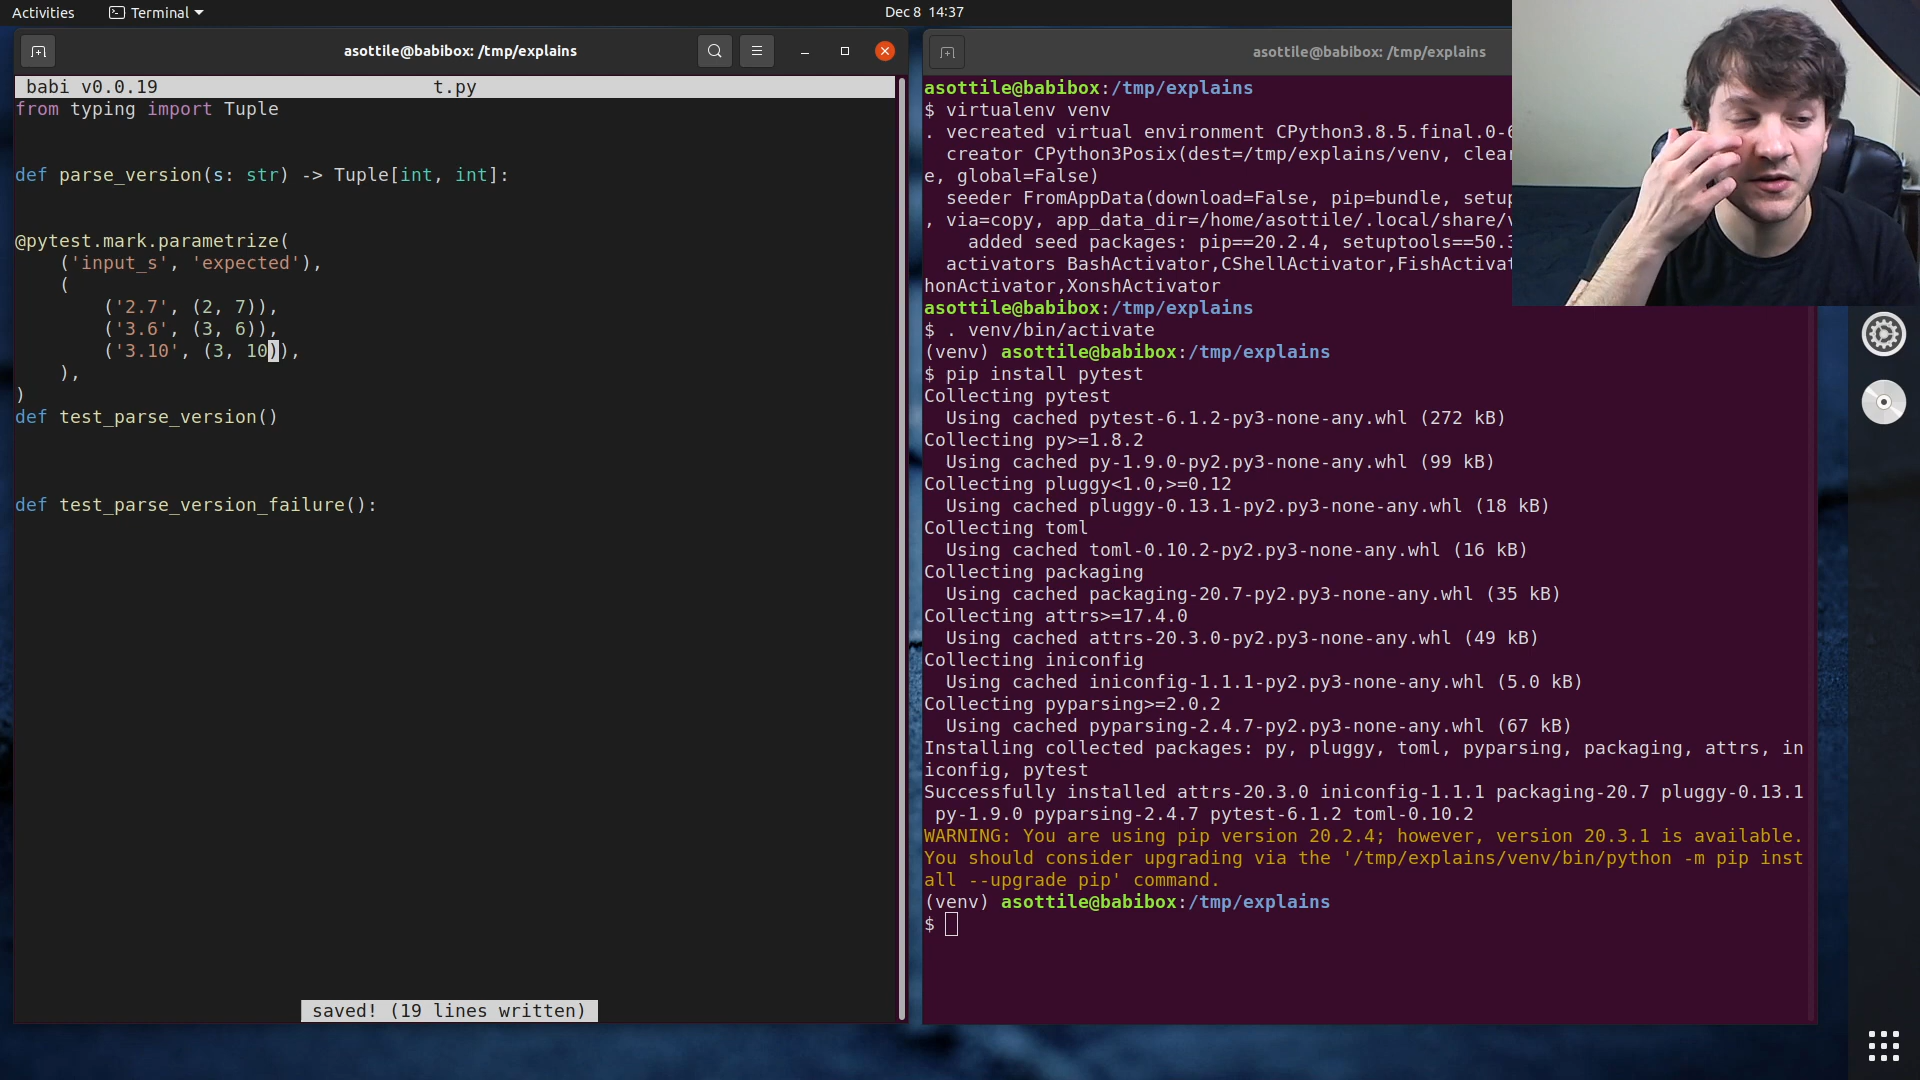 Activities
Terminal
Dec 8 14:37
asottile@babibox: /tmp/explains
babi v0.0.19 t.py
from typing import Tuple
def parse_version(s: str) -> Tuple[int, int]:
@pytest.mark.parametrize(
('input_s', 'expected'),
(
('2.7', (2, 7)),
('3.6', (3, 6)),
('3.10', (3, 10)),
),
)
def test_parse_version()
def test_parse_version_failure():
saved! (19 lines written)
asottile@babibox: /tmp/explains
asottile@babibox:/tmp/explains
$ virtualenv venv
. vecreated virtual environment CPython3.8.5.final.0-6
creator CPython3Posix(dest=/tmp/explains/venv, clear
e, global=False)
seeder FromAppData(download=False, pip=bundle, setup
, via=copy, app_data_dir=/home/asottile/.local/share/v
added seed packages: pip==20.2.4, setuptools==50.3
activators BashActivator,CShellActivator,FishActivat
honActivator,XonshActivator
asottile@babibox:/tmp/explains
$ . venv/bin/activate
(venv) asottile@babibox:/tmp/explains
$ pip install pytest
Collecting pytest
Using cached pytest-6.1.2-py3-none-any.whl (272 kB)
Collecting py>=1.8.2
Using cached py-1.9.0-py2.py3-none-any.whl (99 kB)
Collecting pluggy<1.0,>=0.12
Using cached pluggy-0.13.1-py2.py3-none-any.whl (18 kB)
Collecting toml
Using cached toml-0.10.2-py2.py3-none-any.whl (16 kB)
Collecting packaging
Using cached packaging-20.7-py2.py3-none-any.whl (35 kB)
Collecting attrs>=17.4.0
Using cached attrs-20.3.0-py2.py3-none-any.whl (49 kB)
Collecting iniconfig
Using cached iniconfig-1.1.1-py2.py3-none-any.whl (5.0 kB)
Collecting pyparsing>=2.0.2
Using cached pyparsing-2.4.7-py2.py3-none-any.whl (67 kB)
Installing collected packages: py, pluggy, toml, pyparsing, packaging, attrs, in
iconfig, pytest
Successfully installed attrs-20.3.0 iniconfig-1.1.1 packaging-20.7 pluggy-0.13.1
py-1.9.0 pyparsing-2.4.7 pytest-6.1.2 toml-0.10.2
WARNING: You are using pip version 20.2.4; however, version 20.3.1 is available.
You should consider upgrading via the '/tmp/explains/venv/bin/python -m pip inst
all --upgrade pip' command.
(venv) asottile@babibox:/tmp/explains
$